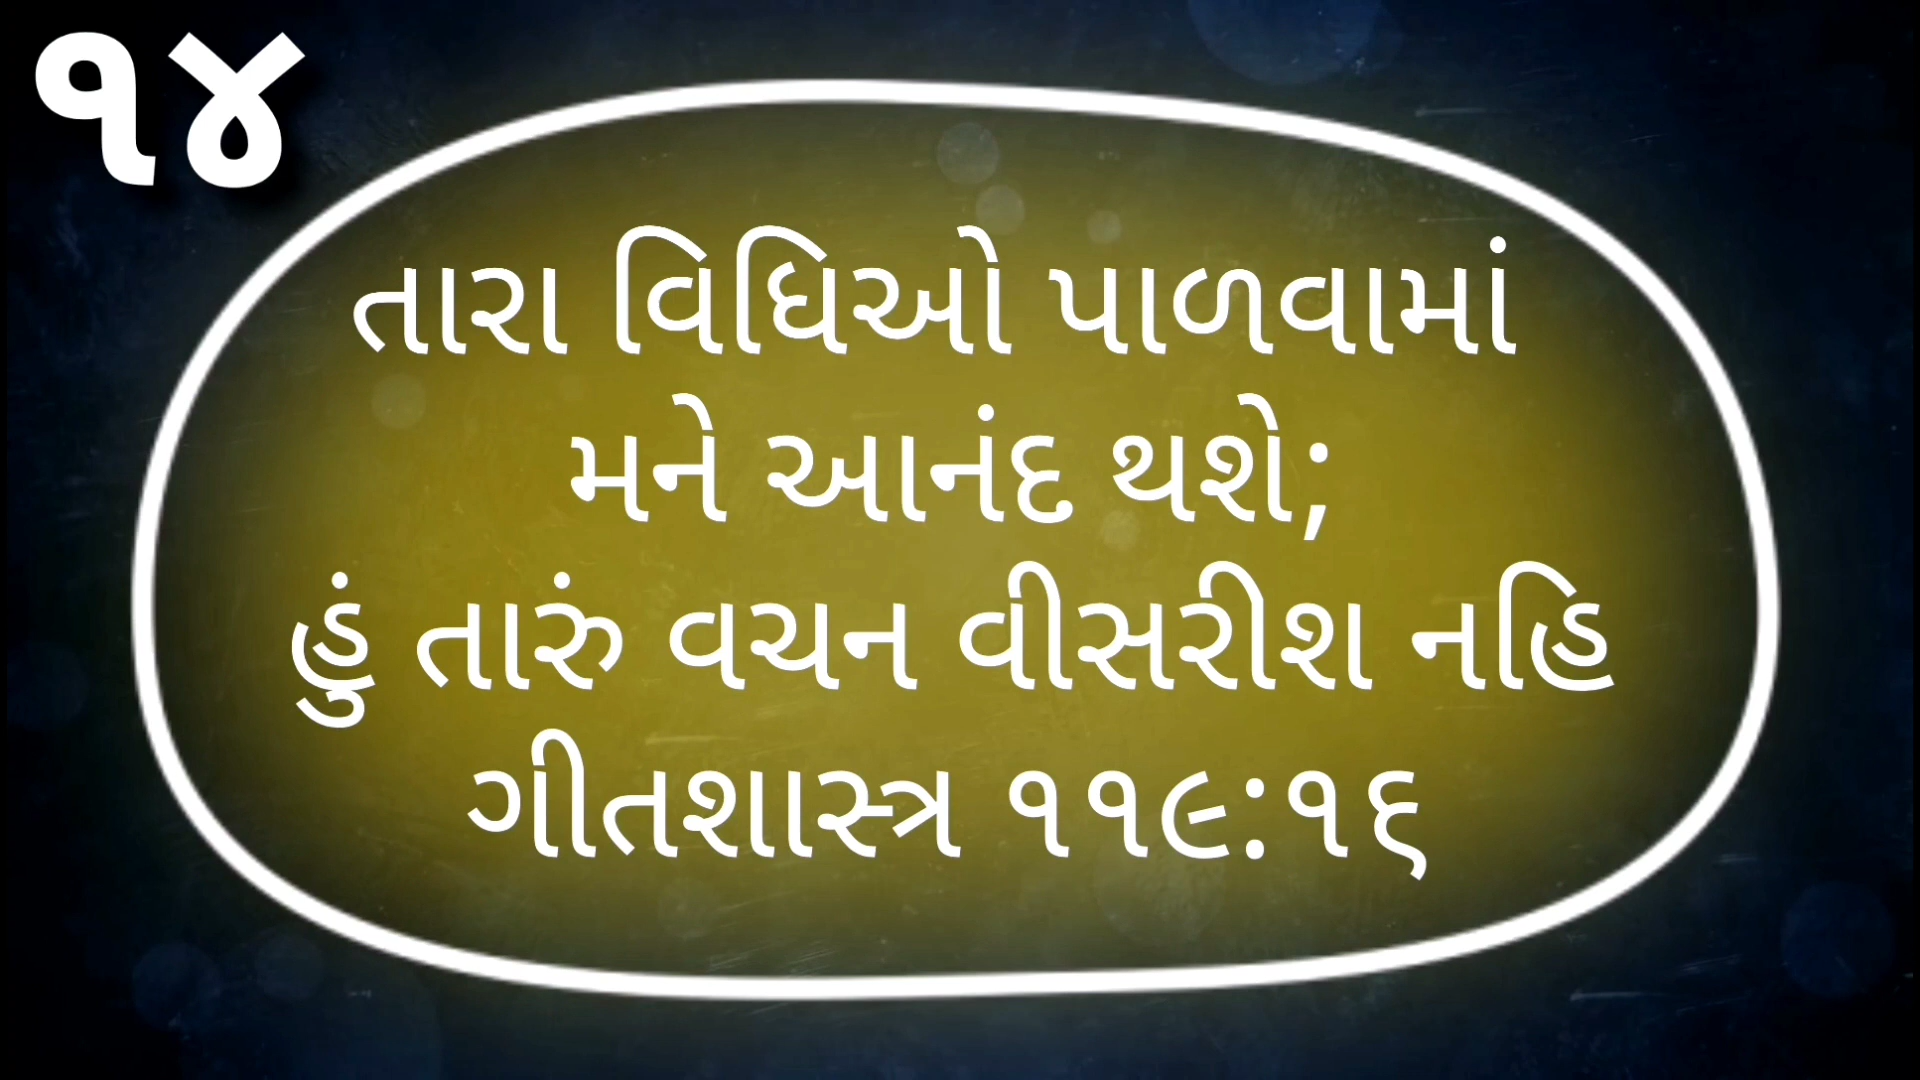 ૧૪
તારા વિધિઓ પાળવામાં
મને આનંદ થશે;
હું તારું વચન વીસરીશ નહિ
ગીતશાસ્ત્ર ૧૧૯:૧૬